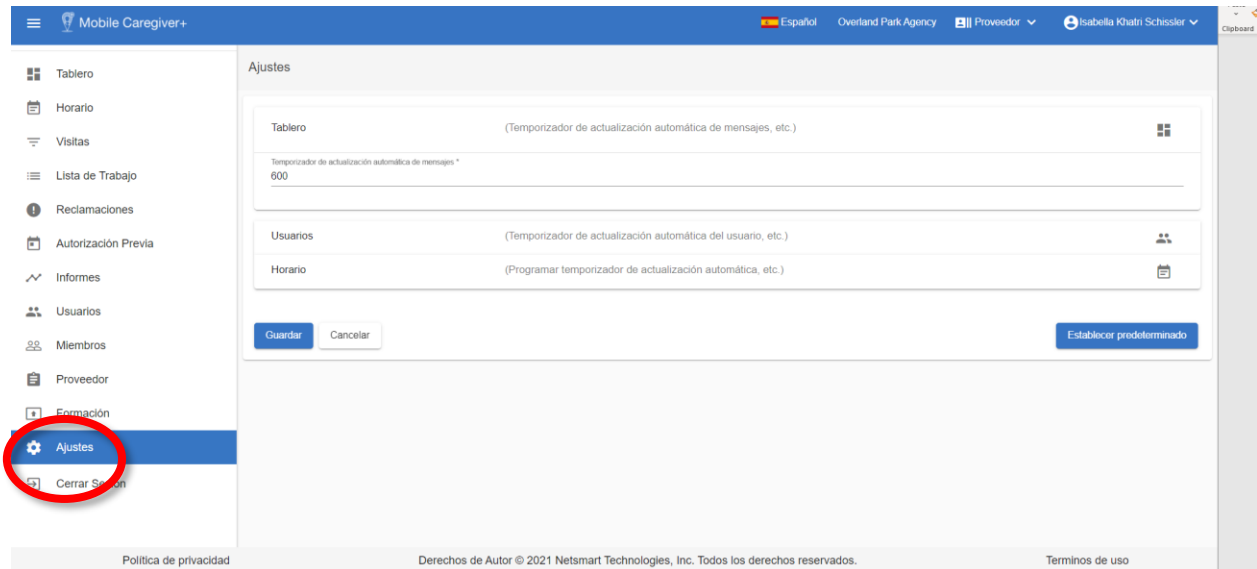 Mobile Caregiver+
Español Overland Park Agency Proveedor Isabella Khatri Schissler
Clipboard
Ajustes
Tablero
Horario
Visitas
Lista de Trabajo
Reclamaciones
Autorización Previa
Informes
Usuarios
Miembros
Proveedor
Formación
Ajustes
Cerrar Sesión
Tablero (Temporizador de actualización automática de mensajes, etc.)
Temporizador de actualización automática de mensajes *
600
Usuarios (Temporizador de actualización automática del usuario, etc.)
Horario (Programar temporizador de actualización automática, etc.)
Guardar Cancelar Establecer predeterminado
Política de privacidad Derechos de Autor © 2021 Netsmart Technologies, Inc. Todos los derechos reservados. Terminos de uso